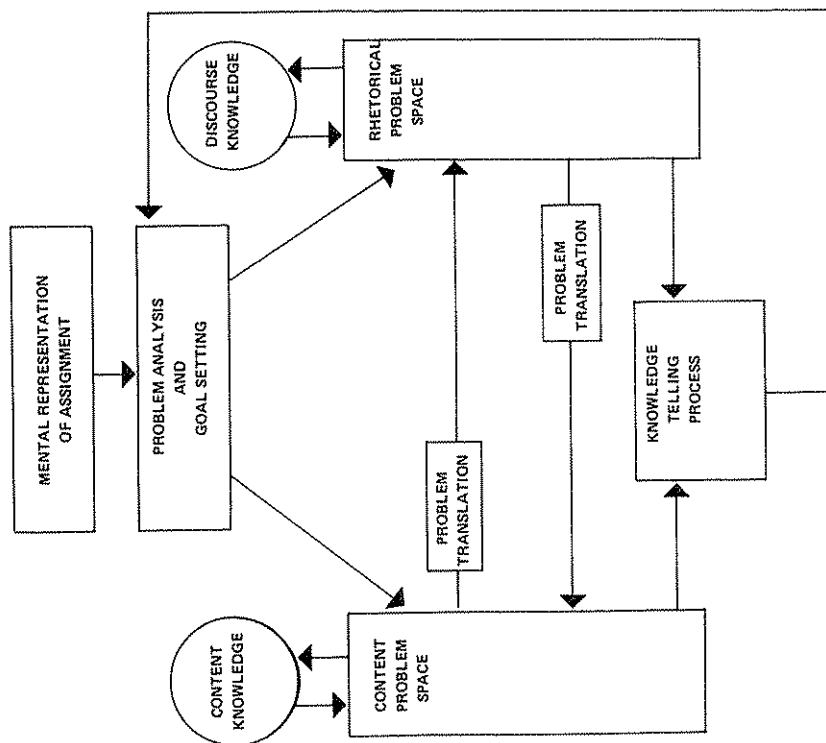 MENTAL REPRESENTATION
OF ASSIGNMENT
PROBLEM ANALYSIS
AND
GOAL SETTING
CONTENT
KNOWLEDGE
DISCOURSE
KNOWLEDGE
CONTENT
PROBLEM
SPACE
PROBLEM
TRANSLATION
PROBLEM
TRANSLATION
RHETORICAL
PROBLEM
SPACE
KNOWLEDGE
TELLING
PROCESS